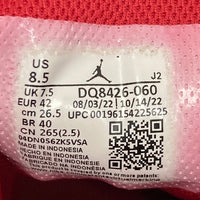 US
8.5 J2
UK 7.5 DQ8426-060
EUR 42 08/03/22 10/14/22
cm 26.5 UPC 00196154225625
BR 40
CN 265(2.5)
04DN056ZKSVSA
MADE IN INDONESIA
FABRIQUÉ EN INDONÉSIE
HECHO EN INDONESIA